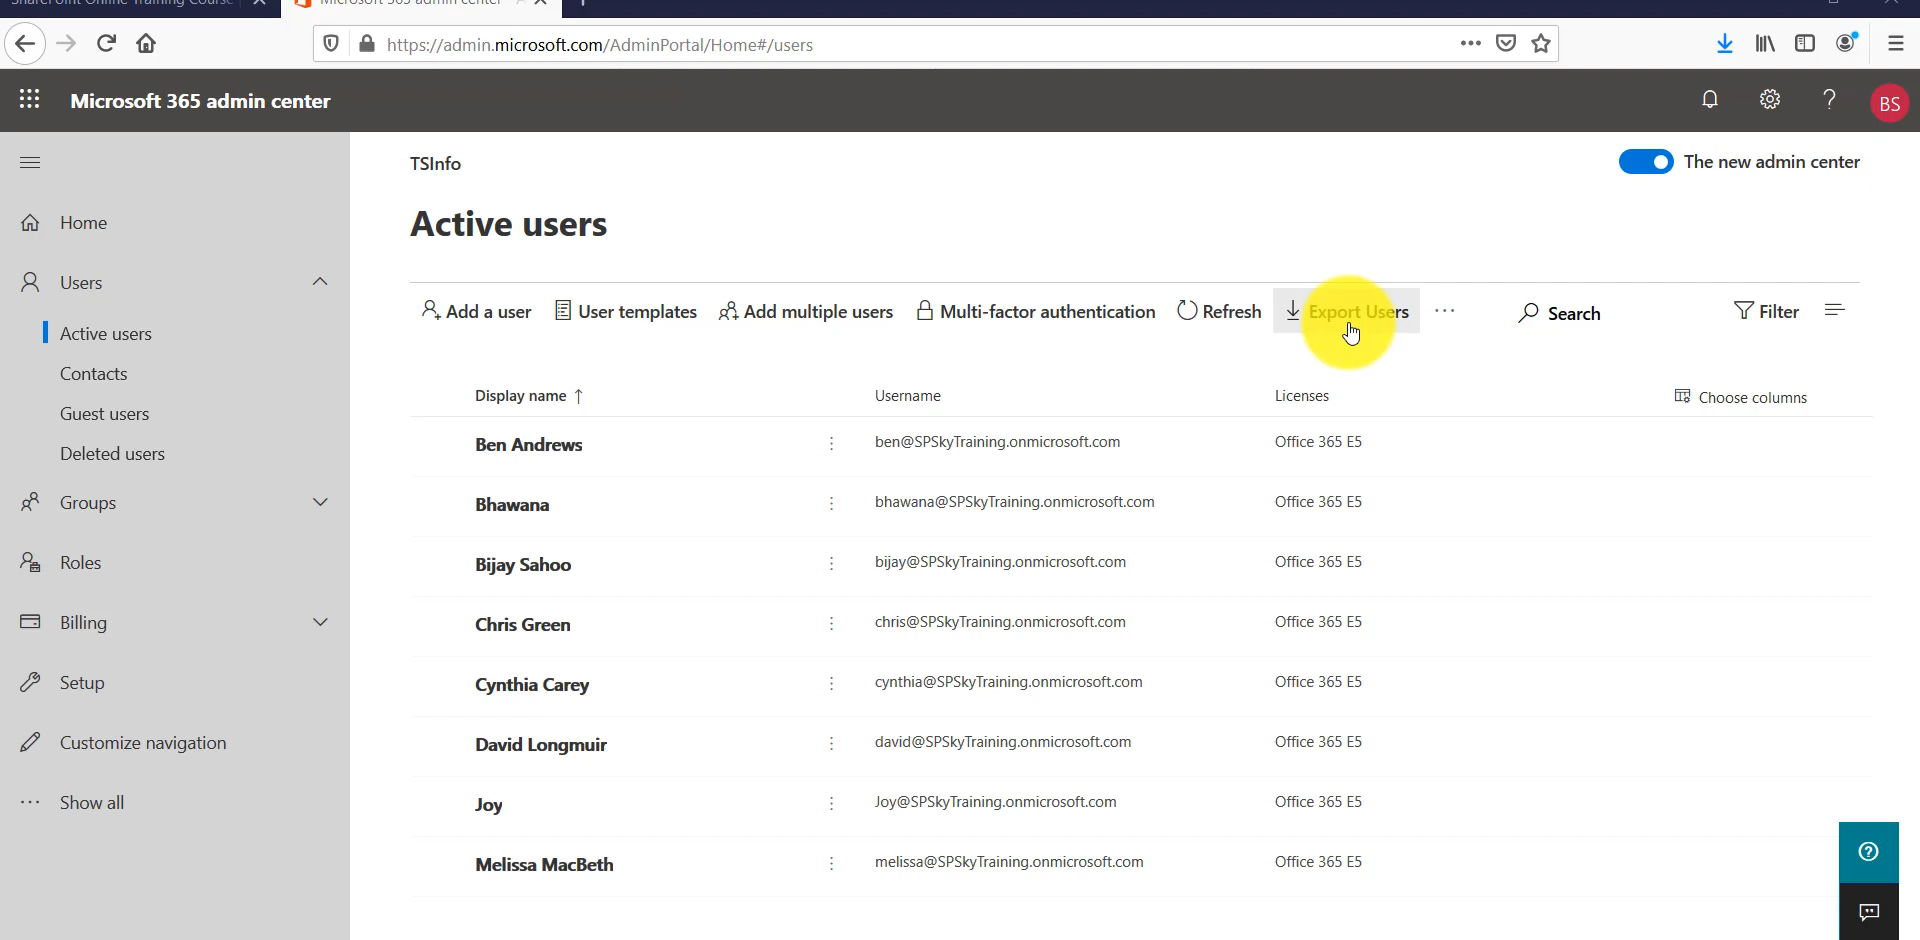 SharePoint Online Training Course
Microsoft 365 admin center
https://admin.microsoft.com/AdminPortal/Home#/users
Microsoft 365 admin center
BS
TSInfo
The new admin center
Home
Active users
Users
Add a user User templates Add multiple users Multi-factor authentication Refresh Export Users Search Filter
Active users
Contacts
Guest users
Deleted users
Groups
Roles
Billing
Setup
Customize navigation
Show all
Display name ↑ Username Licenses Choose columns
Ben Andrews ben@SPSkyTraining.onmicrosoft.com Office 365 E5
Bhawana bhawana@SPSkyTraining.onmicrosoft.com Office 365 E5
Bijay Sahoo bijay@SPSkyTraining.onmicrosoft.com Office 365 E5
Chris Green chris@SPSkyTraining.onmicrosoft.com Office 365 E5
Cynthia Carey cynthia@SPSkyTraining.onmicrosoft.com Office 365 E5
David Longmuir david@SPSkyTraining.onmicrosoft.com Office 365 E5
Joy Joy@SPSkyTraining.onmicrosoft.com Office 365 E5
Melissa MacBeth melissa@SPSkyTraining.onmicrosoft.com Office 365 E5